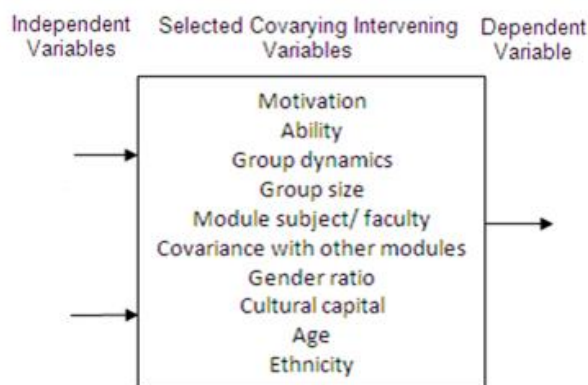 Independent Variables
Selected Covarying Intervening Variables
Dependent Variable
Motivation
Ability
Group dynamics
Group size
Module subject/ faculty
Covariance with other modules
Gender ratio
Cultural capital
Age
Ethnicity